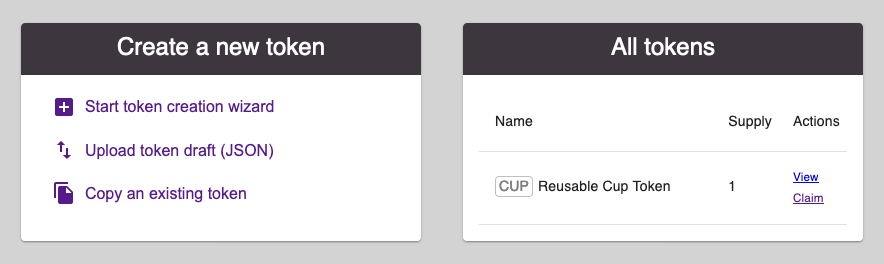 Create a new token
Start token creation wizard
Upload token draft (JSON)
Copy an existing token
All tokens
Name Supply Actions
CUP Reusable Cup Token 1 View
Claim